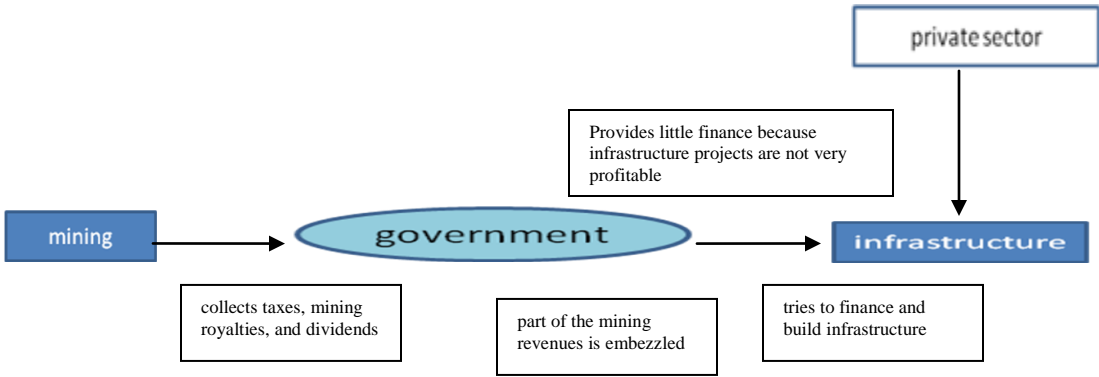 private sector
Provides little finance because
infrastructure projects are not very
profitable
mining
government
infrastructure
collects taxes, mining
royalties, and dividends
part of the mining
revenues is embezzled
tries to finance and
build infrastructure